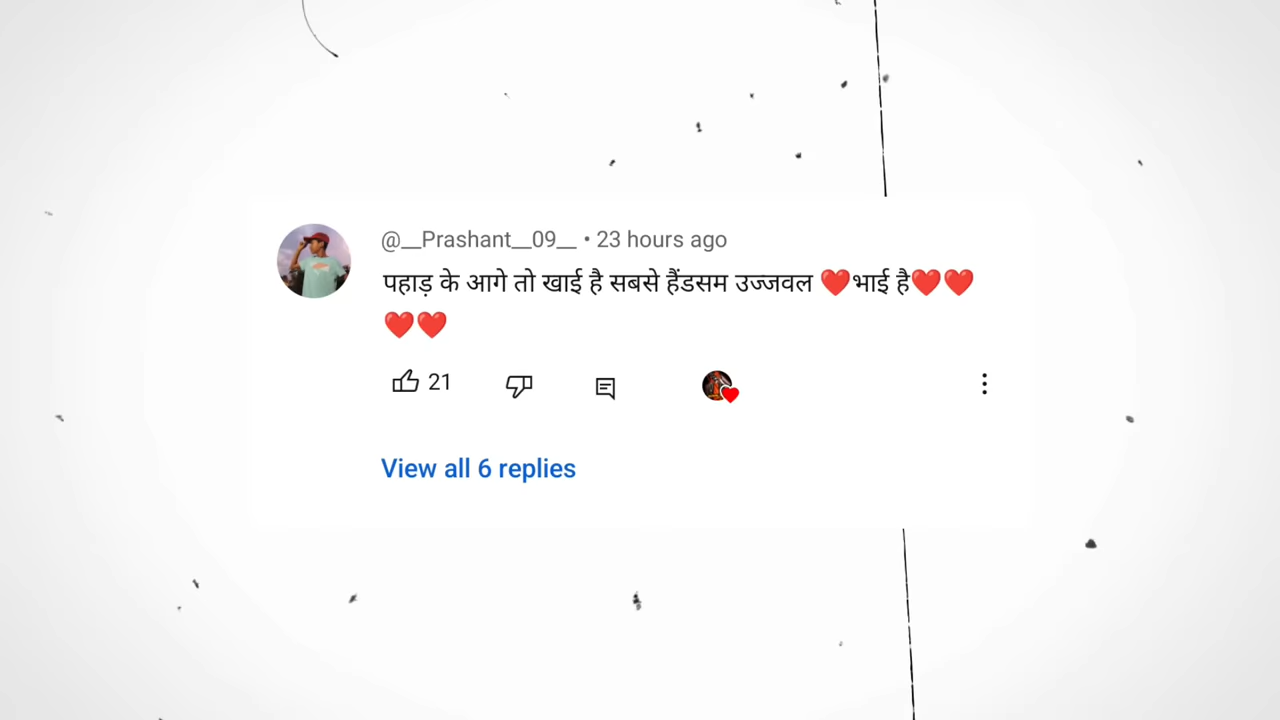 @__Prashant__09__ • 23 hours ago
पहाड़ के आगे तो खाई है सबसे हैंडसम उज्जवल ❤️भाई है❤️❤️
❤️❤️
21
View all 6 replies